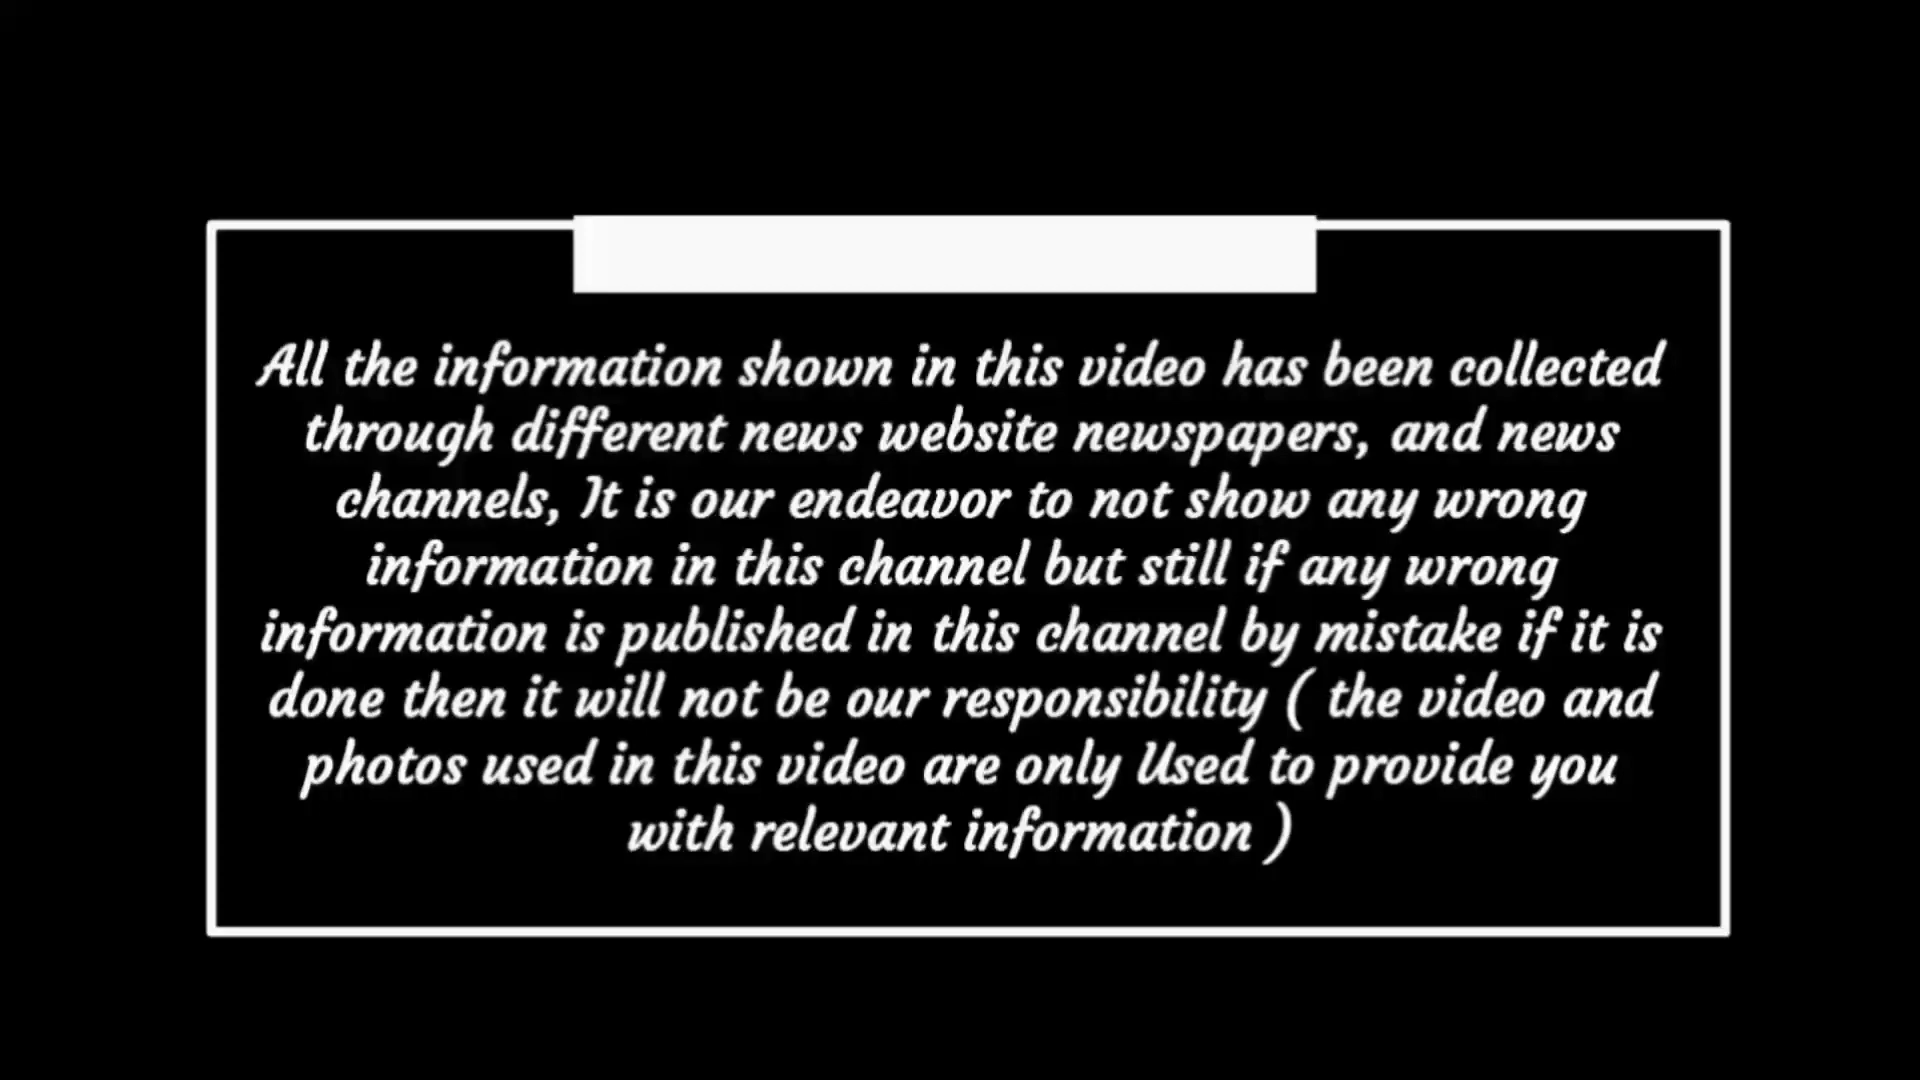 All the information shown in this video has been collected
through different news website newspapers, and news
channels, It is our endeavor to not show any wrong
information in this channel but still if any wrong
information is published in this channel by mistake if it is
done then it will not be our responsibility ( the video and
photos used in this video are only Used to provide you
with relevant information )